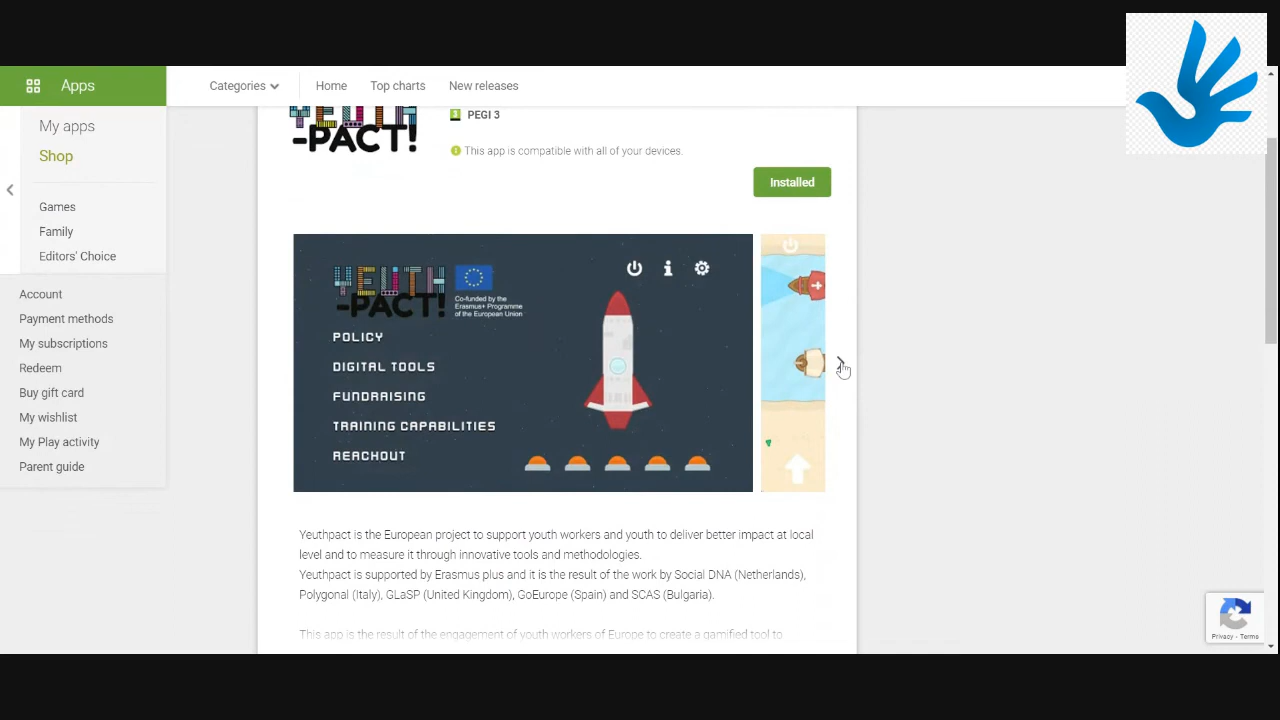 Apps
Categories
Home
Top charts
New releases
My apps
Shop
Games
Family
Editors' Choice
Account
Payment methods
My subscriptions
Redeem
Buy gift card
My wishlist
My Play activity
Parent guide
YEUTH
-PACT!
3
PEGI 3
This app is compatible with all of your devices.
Installed
YEUTH
-PACT!
Co-funded by the
Erasmus+ Programme
of the European Union
POLICY
DIGITAL TOOLS
FUNDRAISING
TRAINING CAPABILITIES
REACHOUT
Yeuthpact is the European project to support youth workers and youth to deliver better impact at local
level and to measure it through innovative tools and methodologies.
Yeuthpact is supported by Erasmus plus and it is the result of the work by Social DNA (Netherlands),
Polygonal (Italy), GLaSP (United Kingdom), GoEurope (Spain) and SCAS (Bulgaria).
This app is the result of the engagement of youth workers of Europe to create a gamified tool to
Privacy - Terms